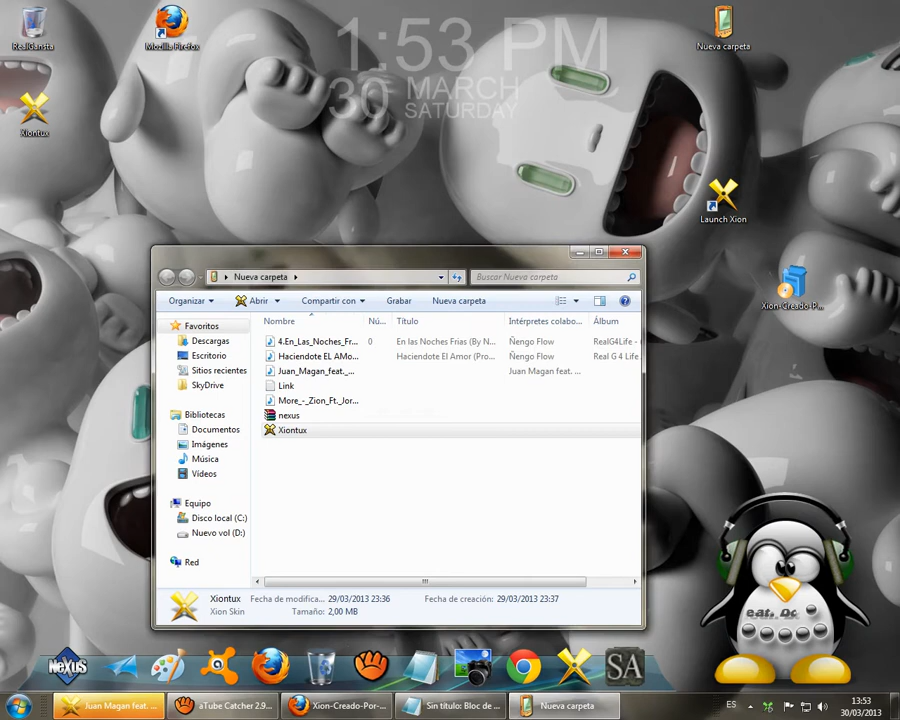 1:53 PM
30 MARCH
SATURDAY
RealGansta
Mozilla Firefox
Nueva carpeta
Xiontux
Launch Xion
Xion-Creado-P...
Nueva carpeta
Buscar Nueva carpeta
Organizar Abrir Compartir con Grabar Nueva carpeta
Favoritos
Descargas
Escritorio
Sitios recientes
SkyDrive
Bibliotecas
Documentos
Imágenes
Música
Vídeos
Equipo
Disco local (C:)
Nuevo vol (D:)
Red
Nombre Nú... Título Intérpretes colabo... Álbum
4.En_Las_Noches_Fr... 0 En las Noches Frias (By N... Ñengo Flow RealG4Life -
Haciendote EL AMo... Haciendote El Amor (Pro... Ñengo Flow Real G 4 Life
Juan_Magan_feat._... Juan Magan feat. ...
Link
More_-_Zion_Ft._Jor...
nexus
Xiontux
Xiontux Fecha de modifica... 29/03/2013 23:36 Fecha de creación: 29/03/2013 23:37
Xion Skin Tamaño: 2,00 MB
NeXuS
SA
Juan Magan feat. ...
aTube Catcher 2.9...
Xion-Creado-Por-...
Sin título: Bloc de ...
Nueva carpeta
ES
13:53
30/03/2013